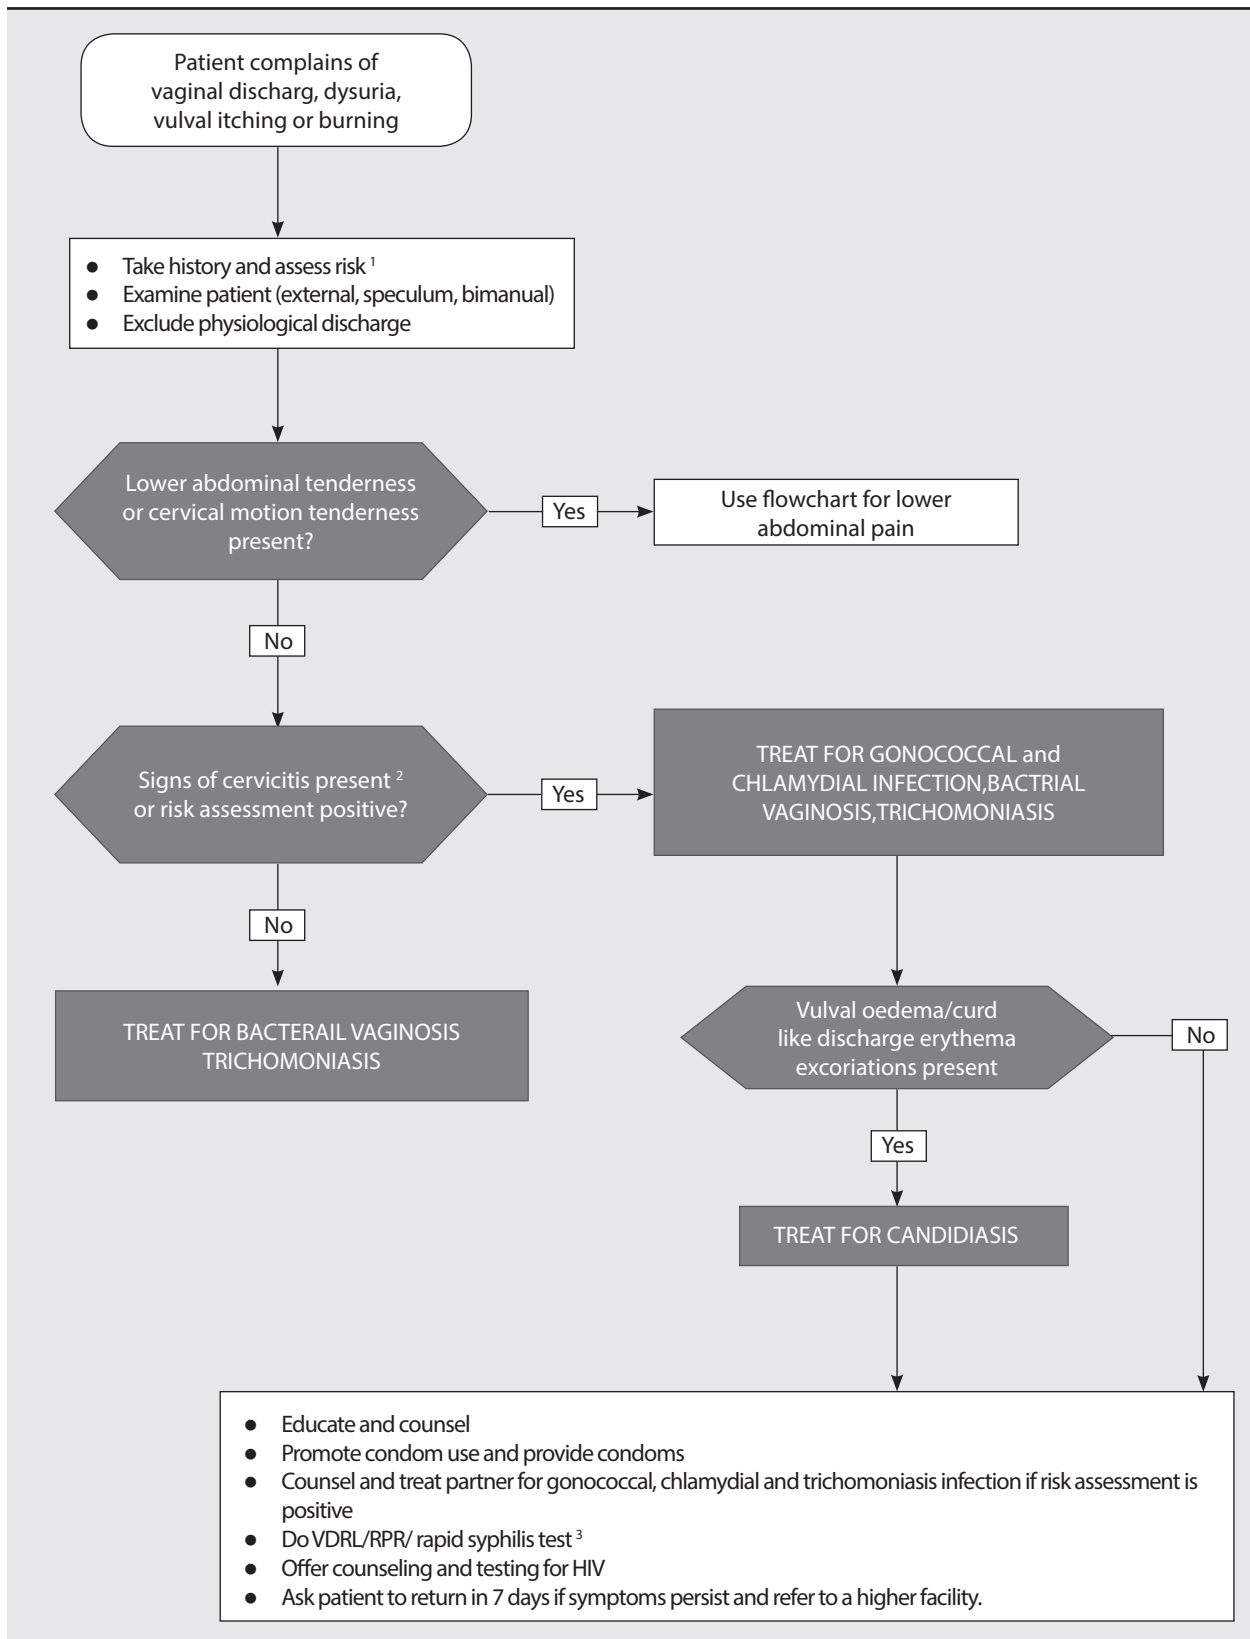 Patient complains of
vaginal discharg, dysuria,
vulval itching or burning
● Take history and assess risk 1
● Examine patient (external, speculum, bimanual)
● Exclude physiological discharge
Lower abdominal tenderness
or cervical motion tenderness
present?
Yes
Use flowchart for lower
abdominal pain
No
Signs of cervicitis present 2
or risk assessment positive?
Yes
TREAT FOR GONOCOCCAL and
CHLAMYDIAL INFECTION,BACTRIAL
VAGINOSIS,TRICHOMONIASIS
No
TREAT FOR BACTERAIL VAGINOSIS
TRICHOMONIASIS
Vulval oedema/curd
like discharge erythema
excoriations present
No
Yes
TREAT FOR CANDIDIASIS
● Educate and counsel
● Promote condom use and provide condoms
● Counsel and treat partner for gonococcal, chlamydial and trichomoniasis infection if risk assessment is
positive
● Do VDRL/RPR/ rapid syphilis test 3
● Offer counseling and testing for HIV
● Ask patient to return in 7 days if symptoms persist and refer to a higher facility.